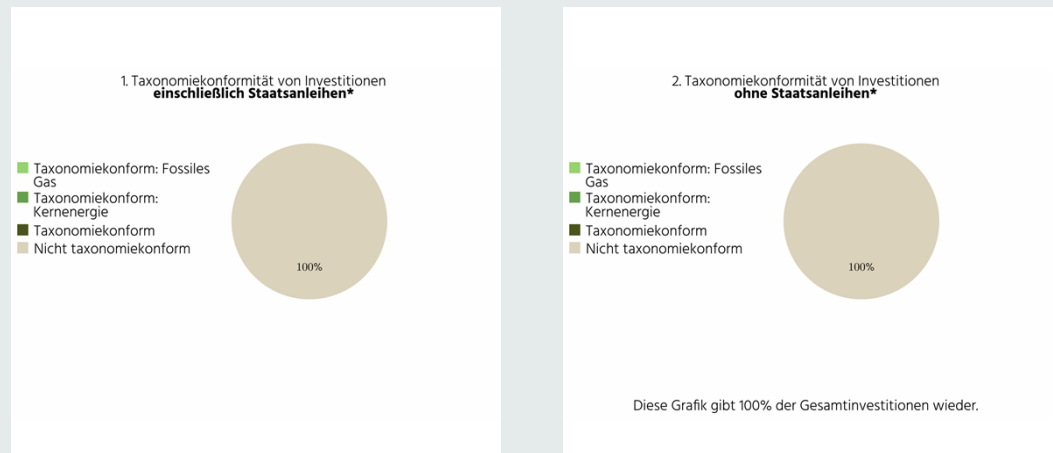 1. Taxonomiekonformität von Investitionen
einschließlich Staatsanleihen*
Taxonomiekonform: Fossiles
Gas
Taxonomiekonform:
Kernenergie
Taxonomiekonform
Nicht taxonomiekonform
100%
2. Taxonomiekonformität von Investitionen
ohne Staatsanleihen*
Taxonomiekonform: Fossiles
Gas
Taxonomiekonform:
Kernenergie
Taxonomiekonform
Nicht taxonomiekonform
100%
Diese Grafik gibt 100% der Gesamtinvestitionen wieder.